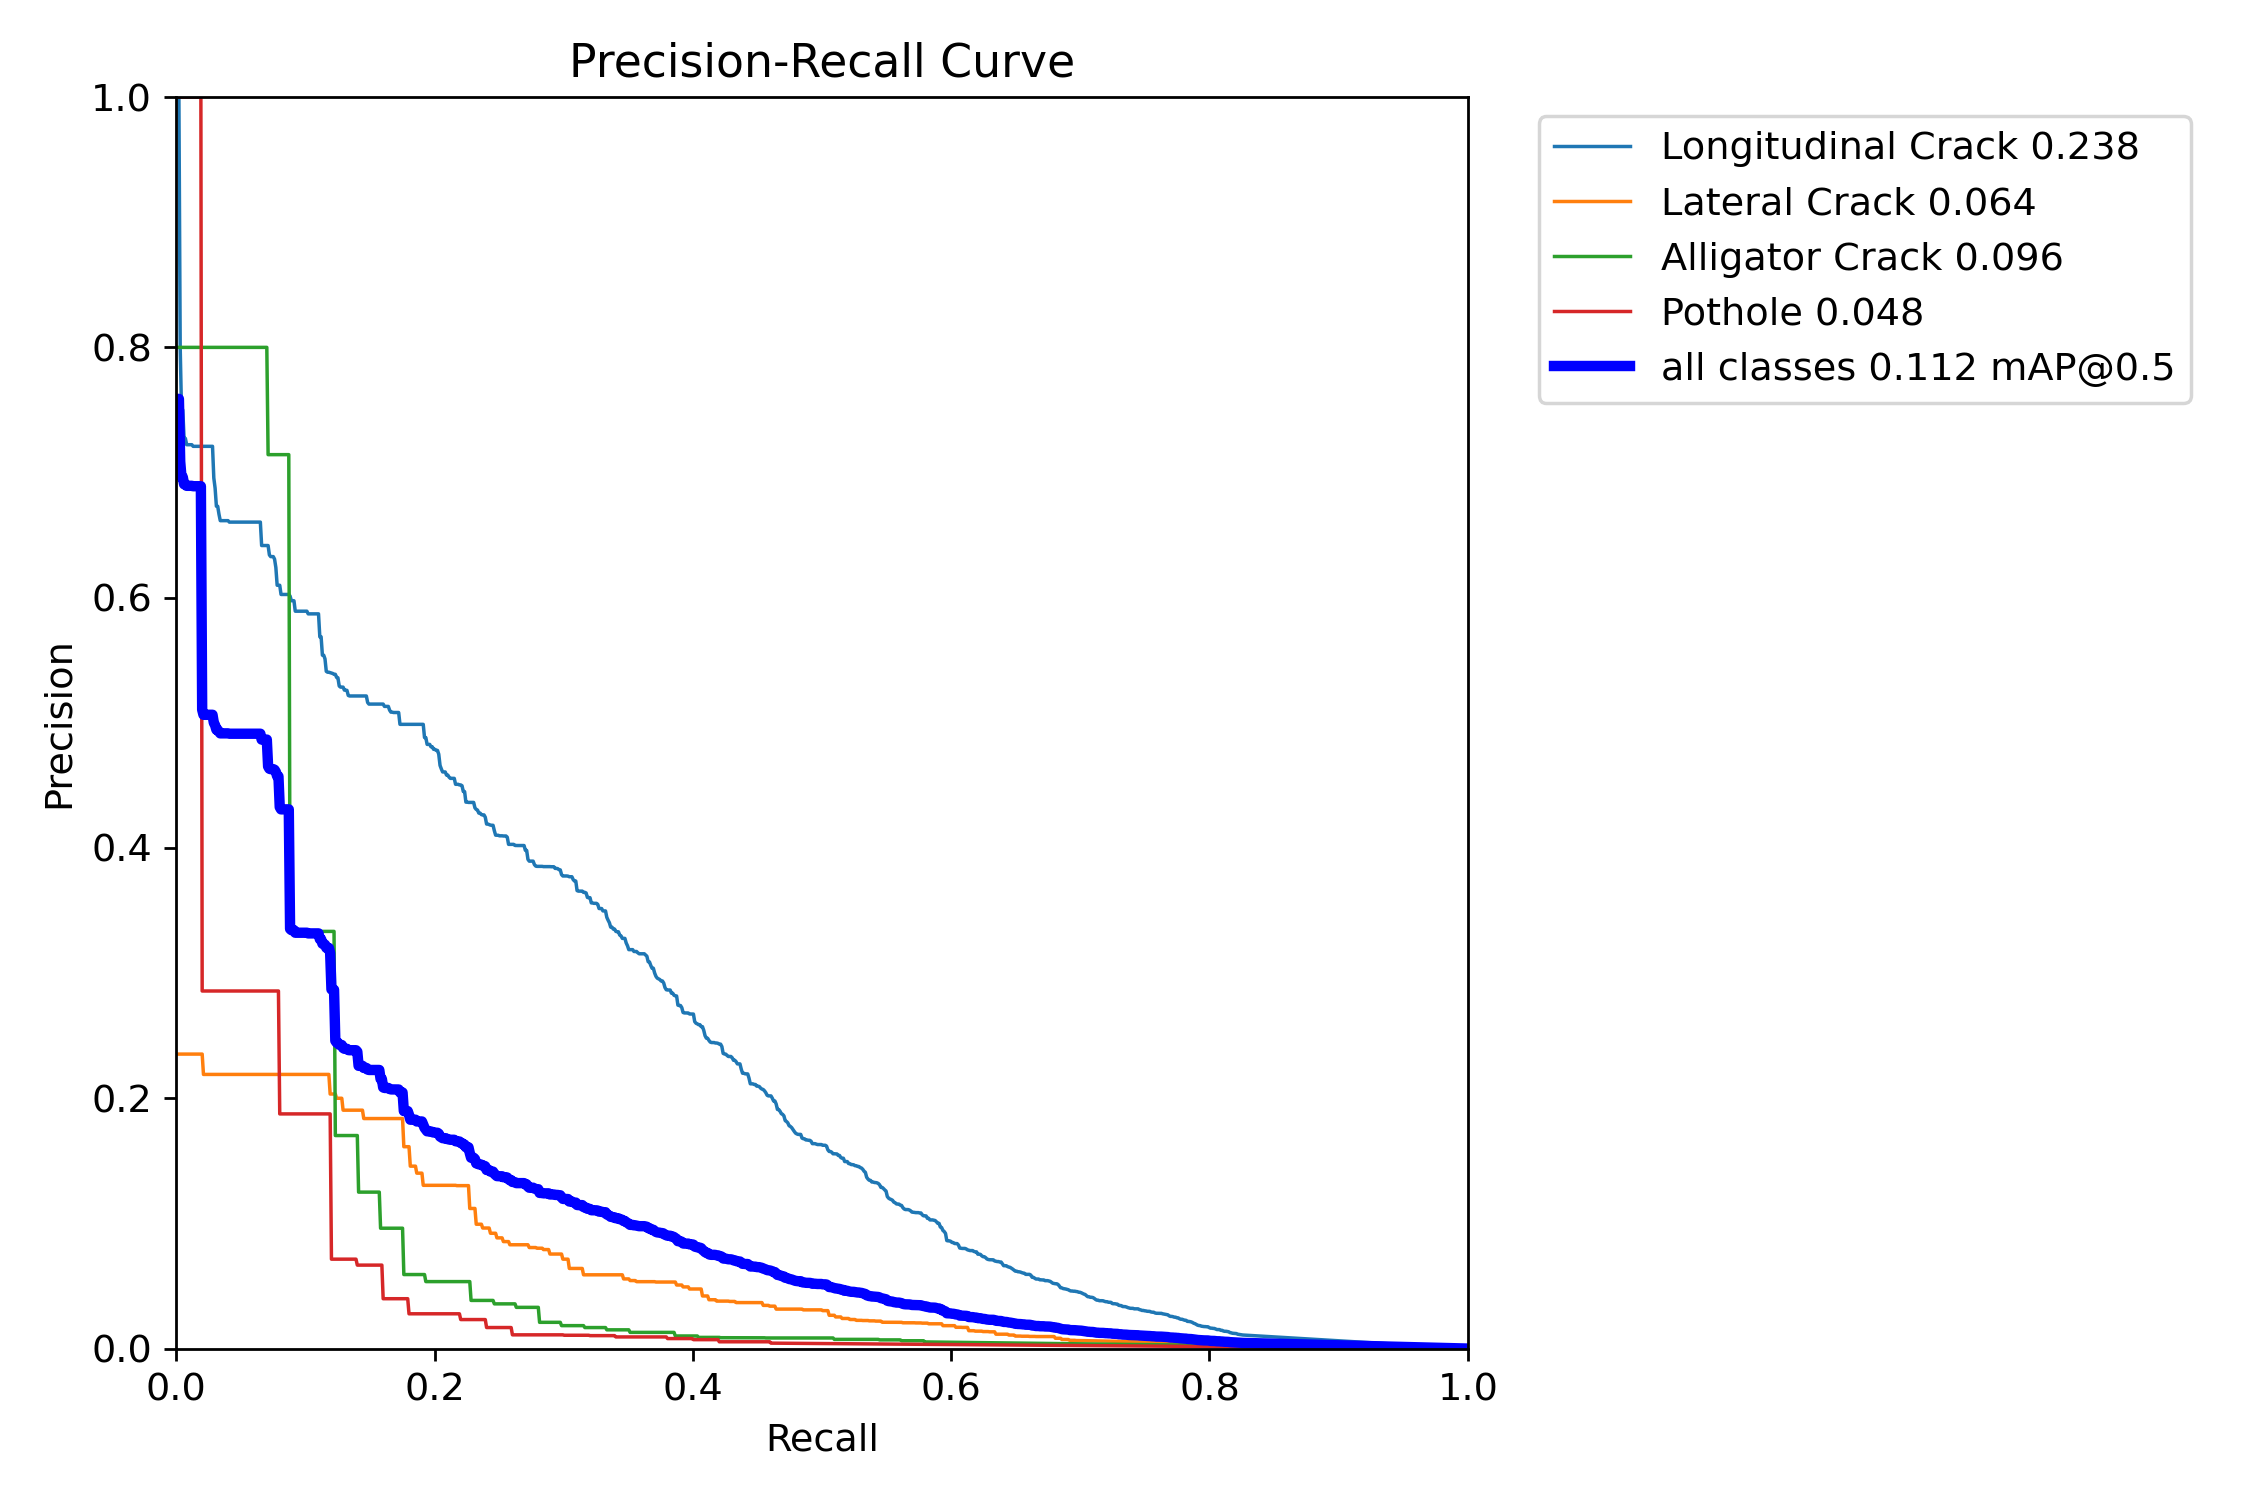 Precision-Recall Curve
1.0
0.8
0.6
0.4
0.2
0.0
Precision
0.0 0.2 0.4 0.6 0.8 1.0
Recall
Longitudinal Crack 0.238
Lateral Crack 0.064
Alligator Crack 0.096
Pothole 0.048
all classes 0.112 mAP@0.5